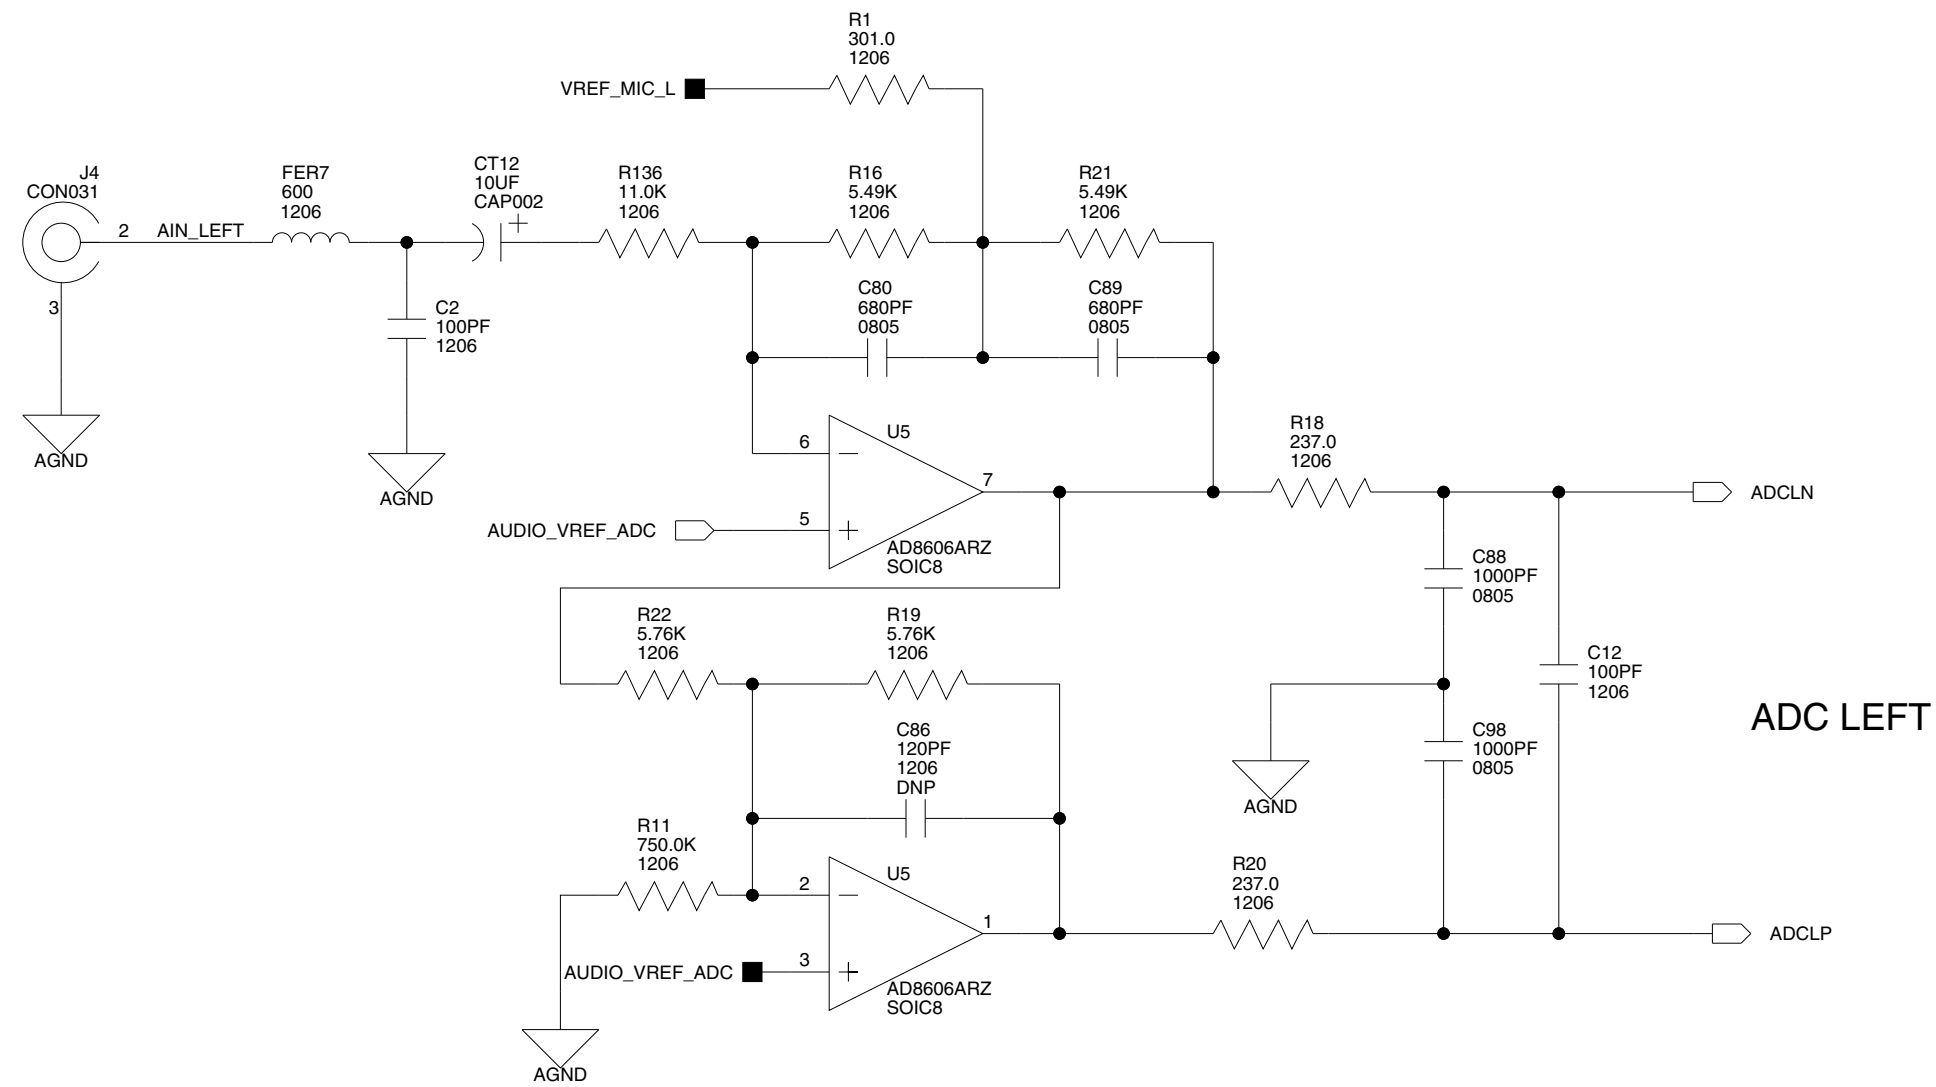 R1
301.0
1206
VREF_MIC_L
J4
CON031
2
AIN_LEFT
3
AGND
FER7
600
1206
C2
100PF
1206
AGND
CT12
10UF
CAP002
+
R136
11.0K
1206
R16
5.49K
1206
R21
5.49K
1206
C80
680PF
0805
C89
680PF
0805
U5
6
−
7
5
+
AUDIO_VREF_ADC
AD8606ARZ
SOIC8
R18
237.0
1206
ADCLN
C88
1000PF
0805
R22
5.76K
1206
R19
5.76K
1206
C12
100PF
1206
ADC LEFT
C86
120PF
1206
DNP
C98
1000PF
0805
AGND
R11
750.0K
1206
U5
2
−
1
3
+
AUDIO_VREF_ADC
AD8606ARZ
SOIC8
R20
237.0
1206
ADCLP
AGND